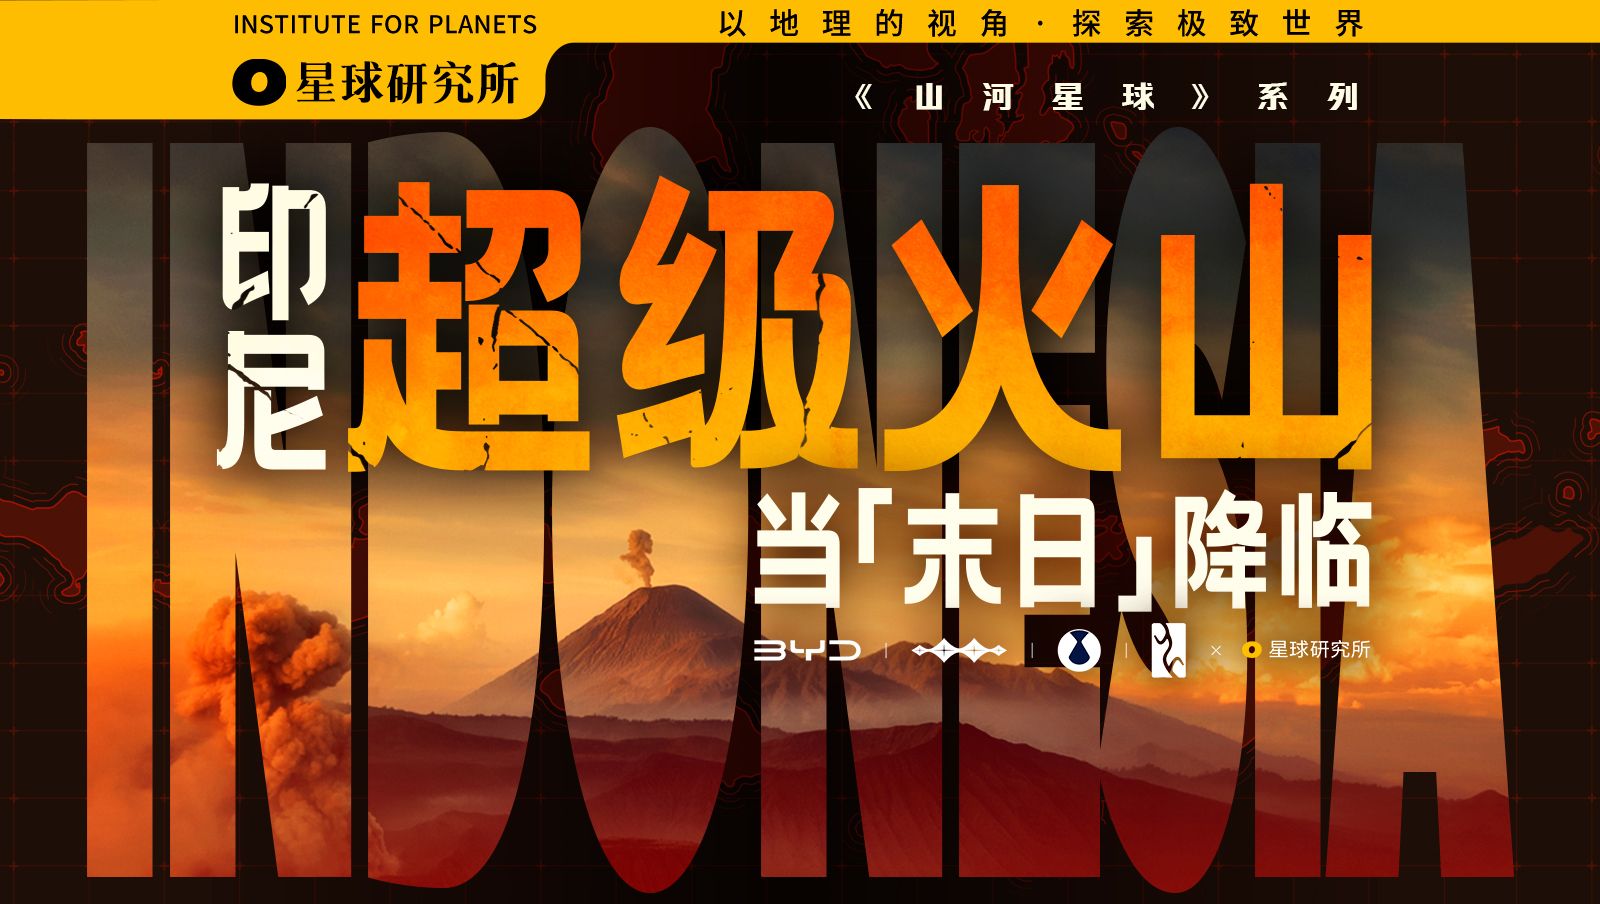 INSTITUTE FOR PLANETS
以地理的视角·探索极致世界
星球研究所
《山河星球》系列
INDONESIA
印尼
超级火山
当「末日」降临
BYD
× 星球研究所